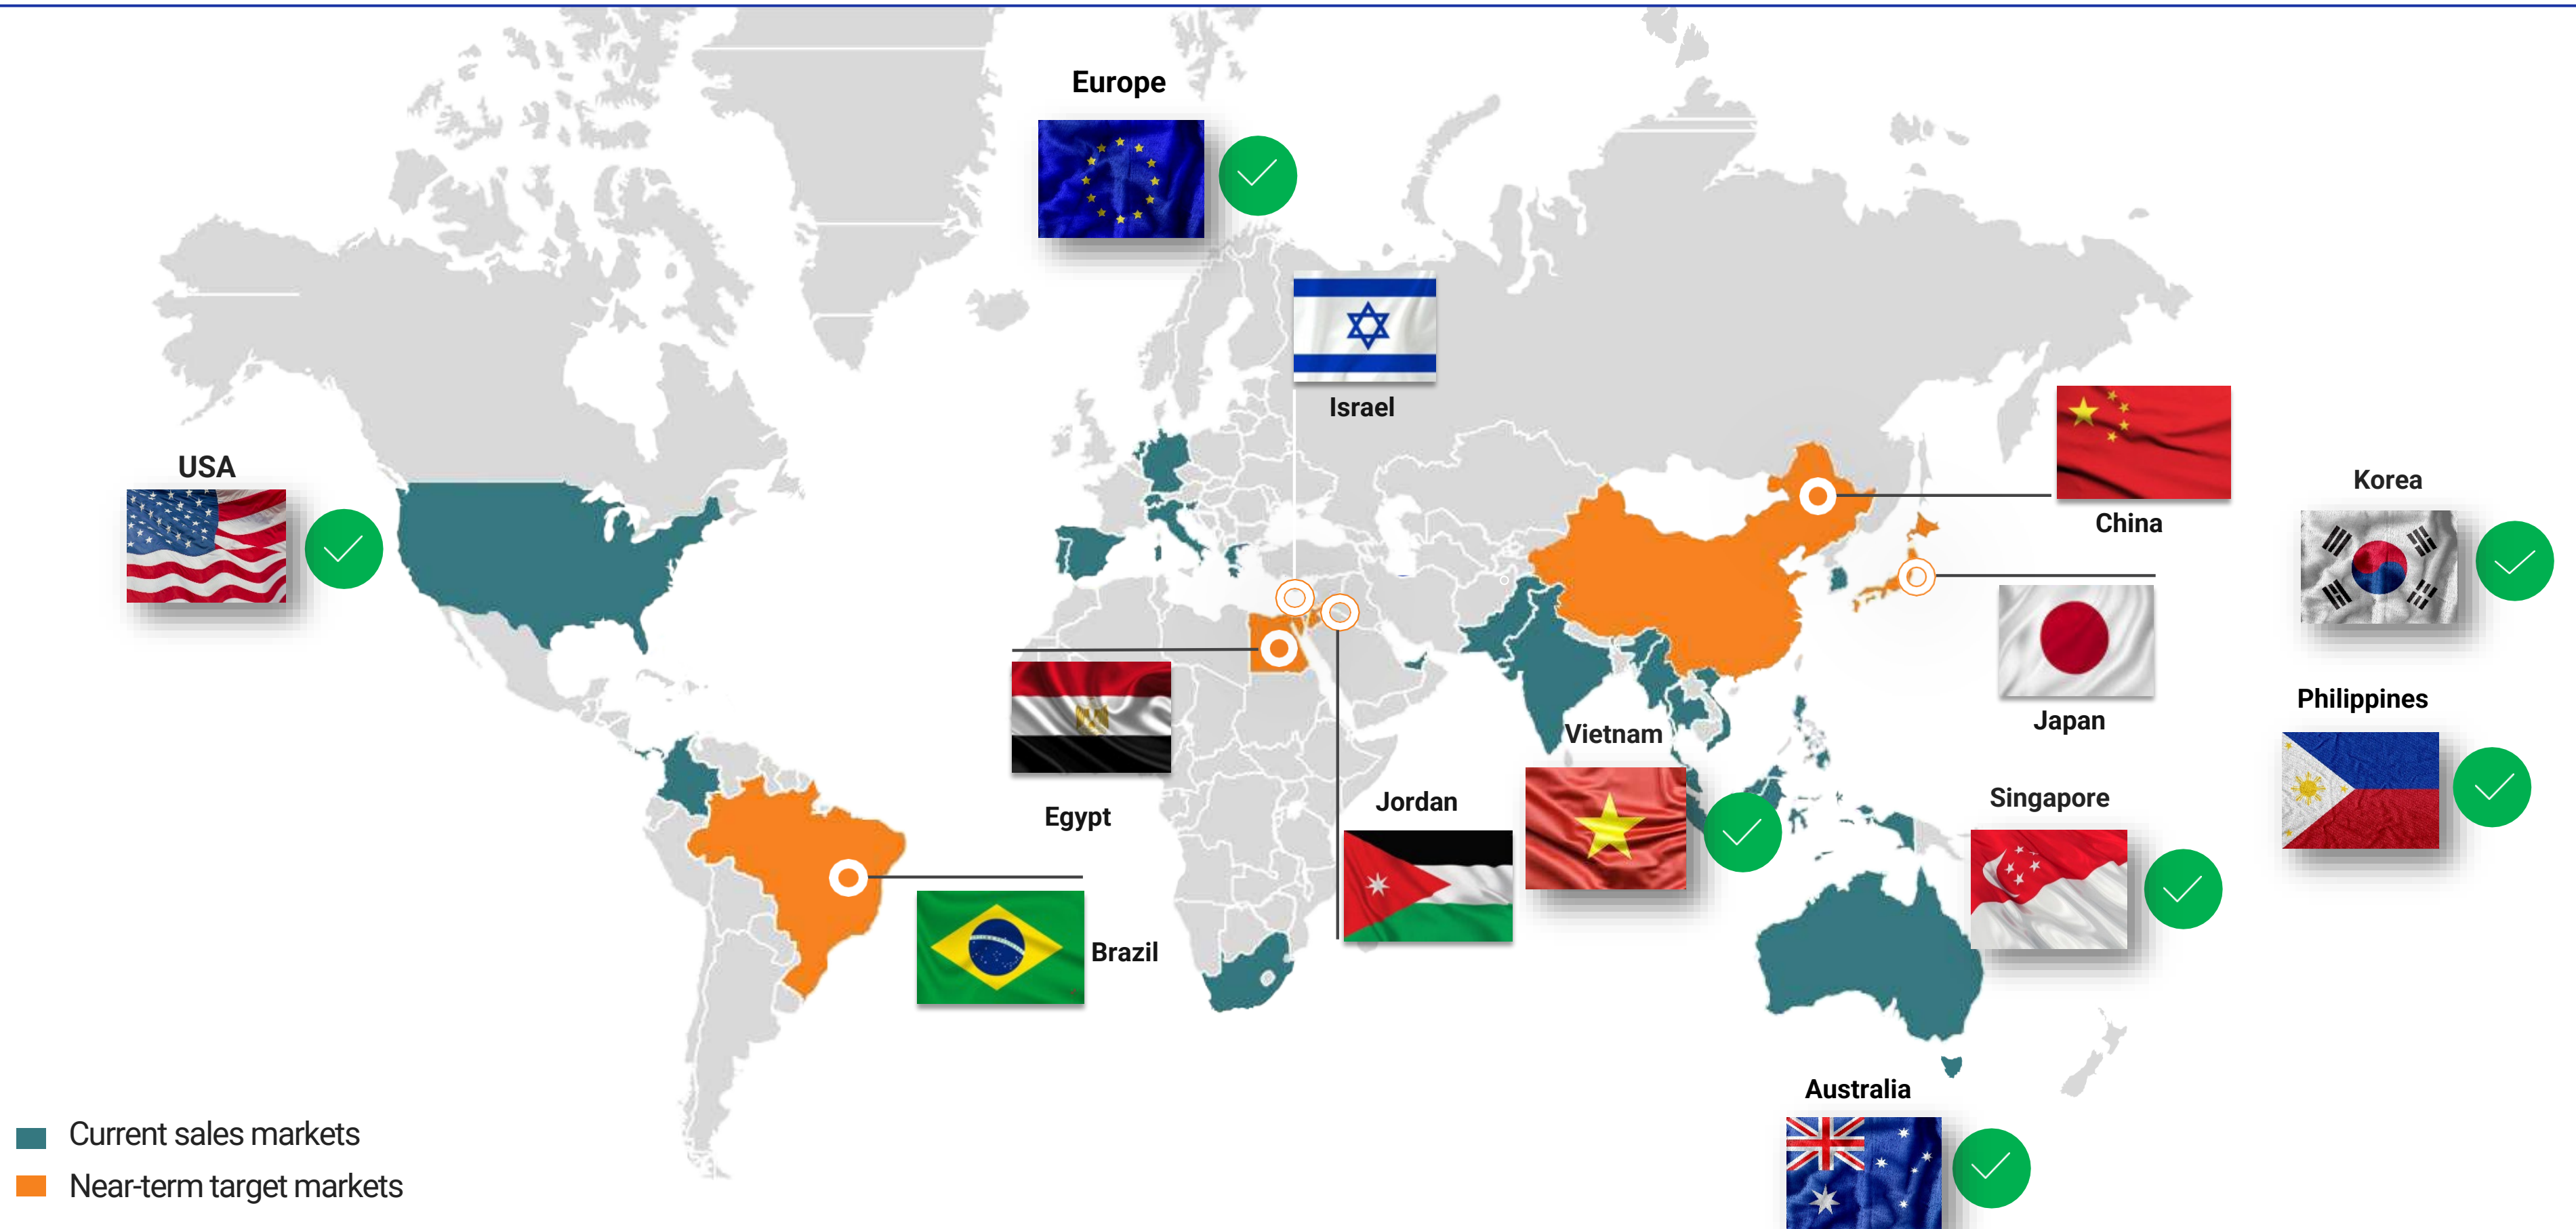 Europe
Israel
USA
China
Korea
Philippines
Japan
Vietnam
Singapore
Jordan
Egypt
Brazil
Australia
Current sales markets
Near-term target markets